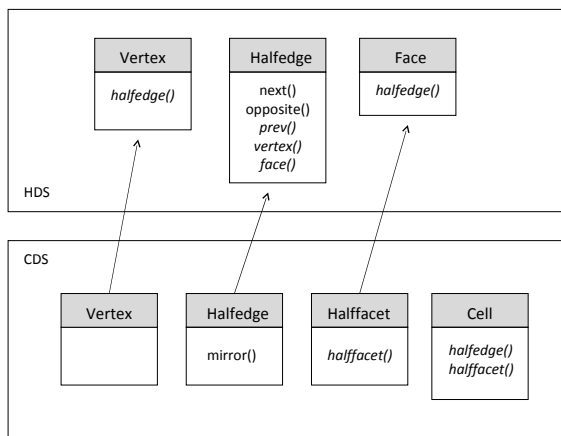 Vertex
halfedge()
Halfedge
next()
opposite()
prev()
vertex()
face()
Face
halfedge()
HDS
CDS
Vertex
Halfedge
mirror()
Halffacet
halffacet()
Cell
halfedge()
halffacet()